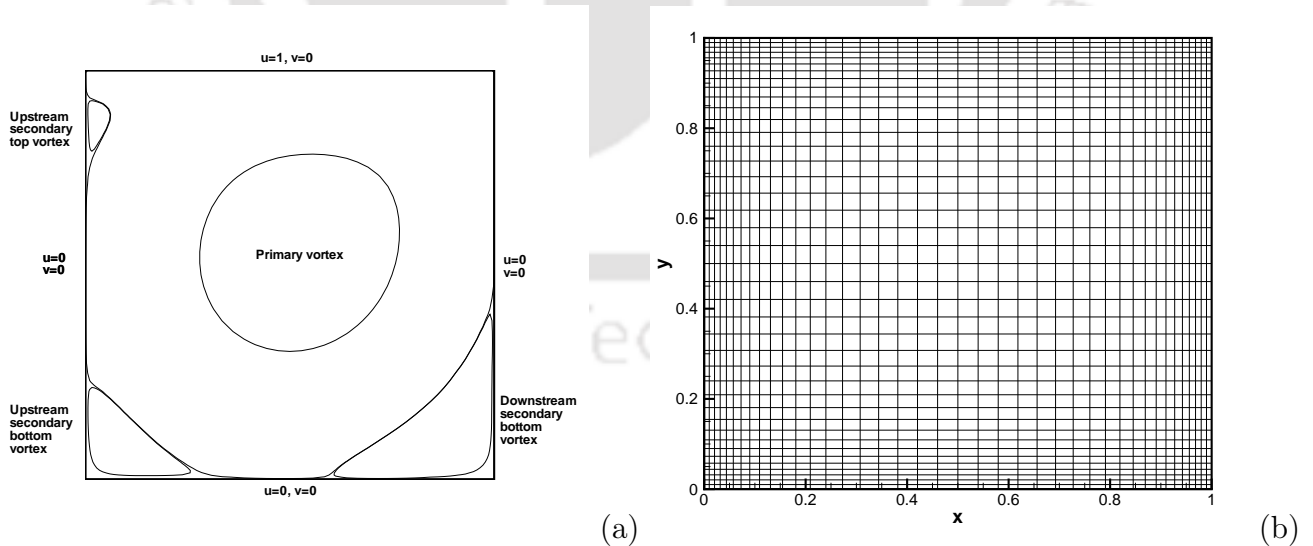 u=1, v=0
Upstream
secondary
top vortex
Primary vortex
u=0
v=0
u=0
v=0
Upstream
secondary
bottom
vortex
Downstream
secondary
bottom
vortex
u=0, v=0
(a)
y
1
0.8
0.6
0.4
0.2
0
0 0.2 0.4 0.6 0.8 1
x
(b)